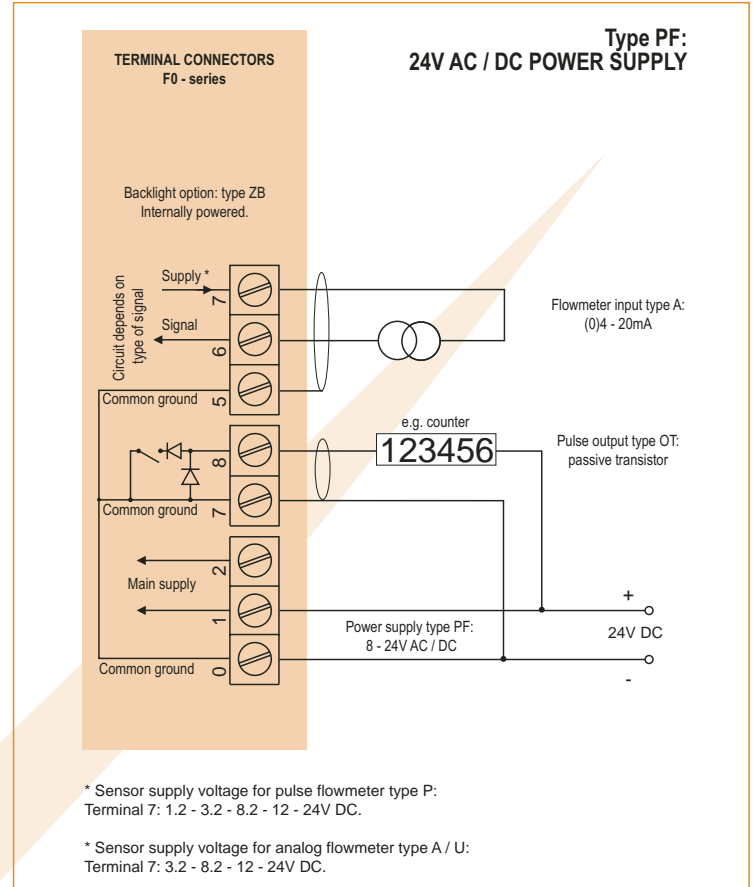 Type PF:
24V AC / DC POWER SUPPLY
TERMINAL CONNECTORS
F0 - series
Backlight option: type ZB
Internally powered.
Circuit depends on
type of signal
Supply *
7
Signal
6
Common ground
5
Flowmeter input type A:
(0)4 - 20mA
e.g. counter
123456
8
Pulse output type OT:
passive transistor
Common ground
7
2
Main supply
1
Power supply type PF:
8 - 24V AC / DC
+
24V DC
-
Common ground
0
* Sensor supply voltage for pulse flowmeter type P:
Terminal 7: 1.2 - 3.2 - 8.2 - 12 - 24V DC.
* Sensor supply voltage for analog flowmeter type A / U:
Terminal 7: 3.2 - 8.2 - 12 - 24V DC.